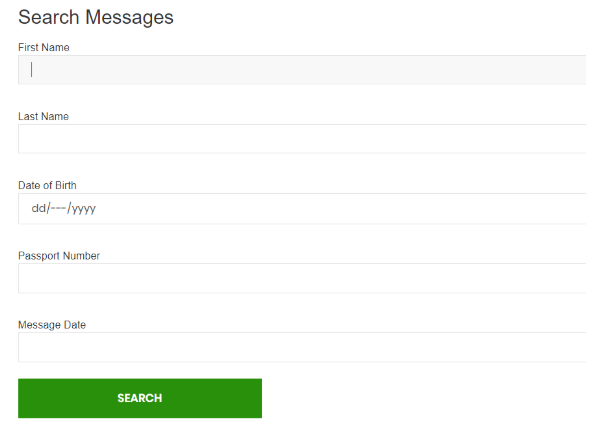 Search Messages
First Name
Last Name
Date of Birth
dd/---/yyyy
Passport Number
Message Date
SEARCH